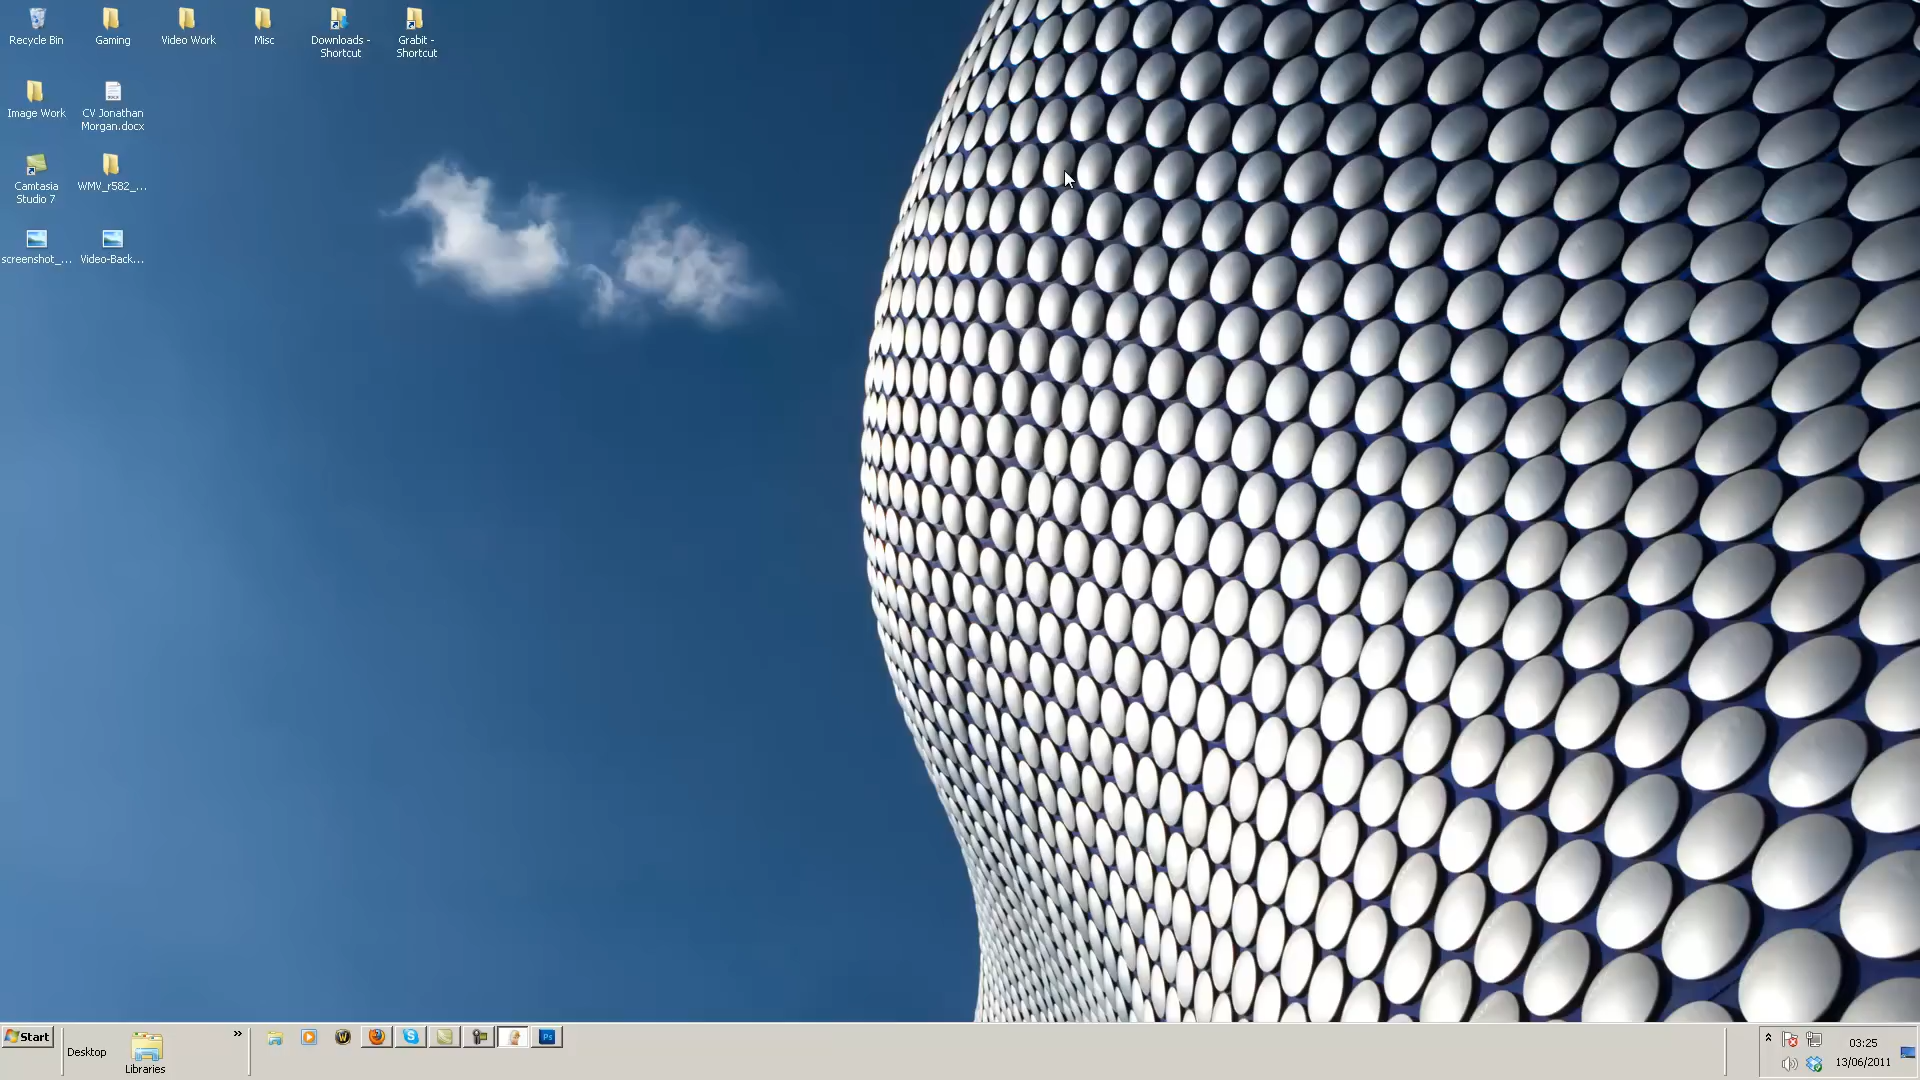 Recycle Bin
Gaming
Video Work
Misc
Downloads -
Shortcut
Grabit -
Shortcut
Image Work
CV Jonathan
Morgan.docx
Camtasia
Studio 7
WMV_r582_...
screenshot_...
Video-Back...
Start
Desktop
Libraries
»
W
S
Ps
03:25
13/06/2011